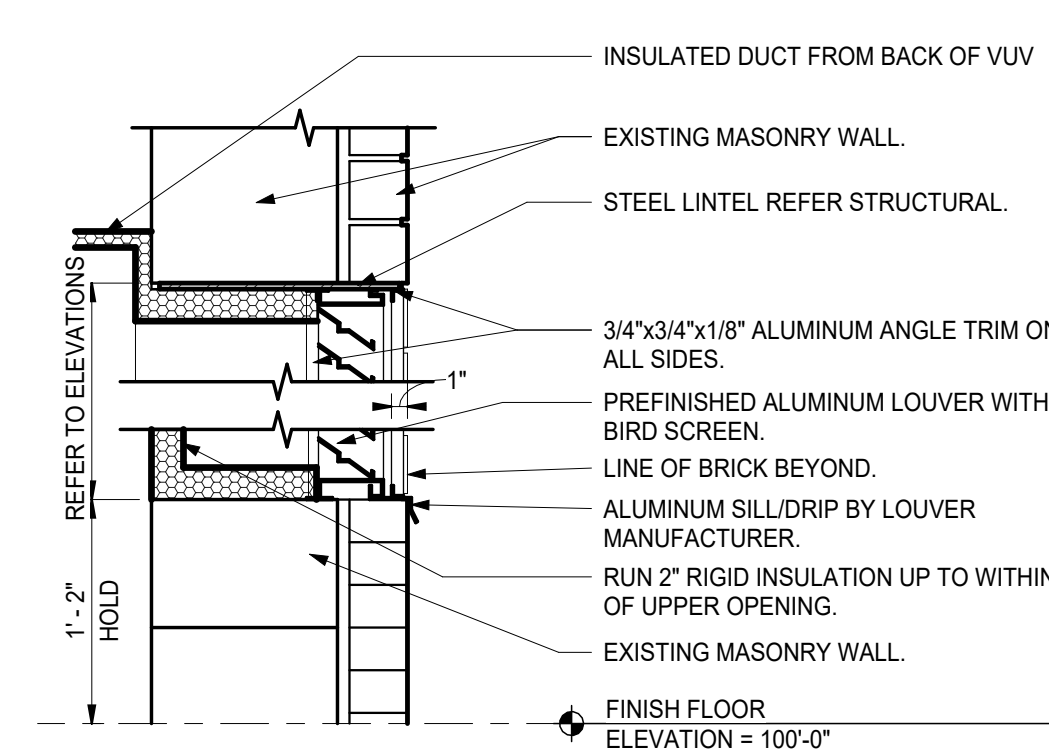 INSULATED DUCT FROM BACK OF VUV
EXISTING MASONRY WALL.
STEEL LINTEL REFER STRUCTURAL.
REFER TO ELEVATIONS
3/4"x3/4"x1/8" ALUMINUM ANGLE TRIM ON
ALL SIDES.
1"
PREFINISHED ALUMINUM LOUVER WITH
BIRD SCREEN.
LINE OF BRICK BEYOND.
ALUMINUM SILL/DRIP BY LOUVER
MANUFACTURER.
RUN 2" RIGID INSULATION UP TO WITHIN
OF UPPER OPENING.
1' - 2"
HOLD
EXISTING MASONRY WALL.
FINISH FLOOR
ELEVATION = 100'-0"